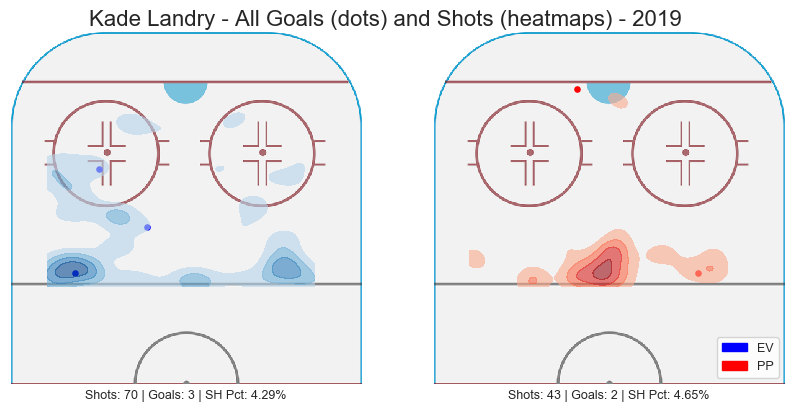 Kade Landry - All Goals (dots) and Shots (heatmaps) - 2019
EV
PP
Shots: 70 | Goals: 3 | SH Pct: 4.29%
Shots: 43 | Goals: 2 | SH Pct: 4.65%